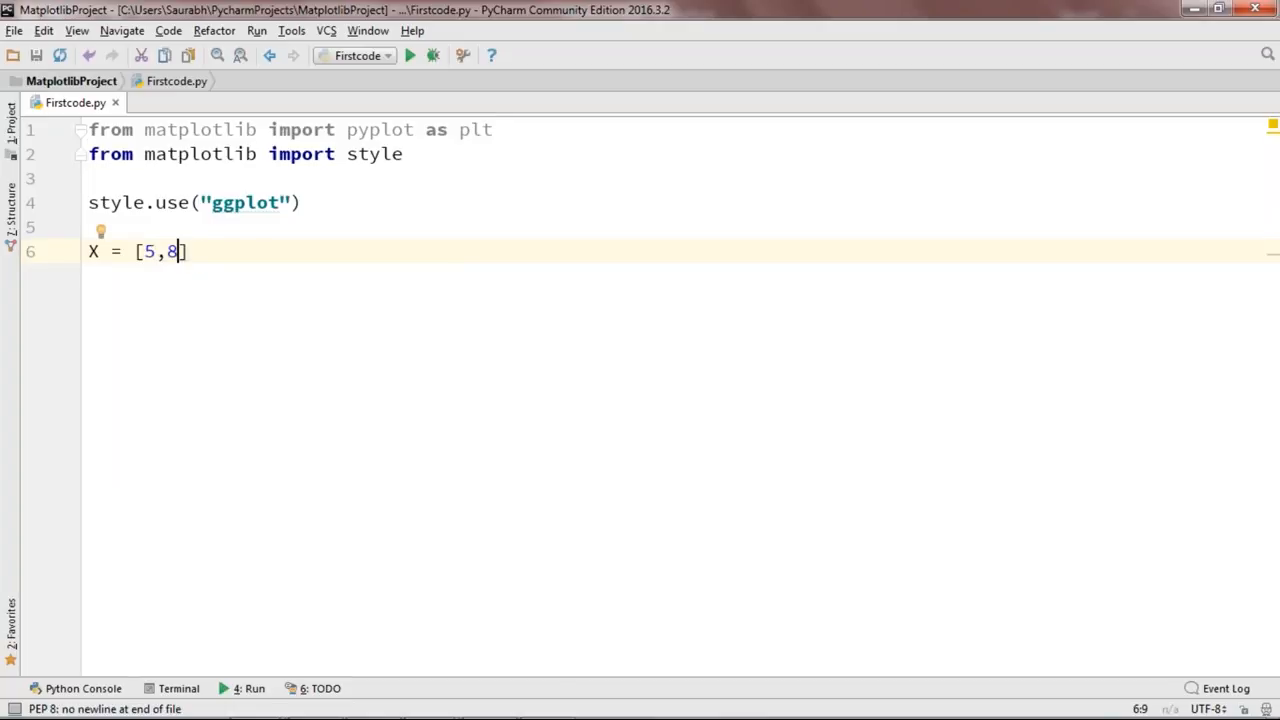 MatplotlibProject - [C:\Users\Saurabh\PycharmProjects\MatplotlibProject] - ...\Firstcode.py - PyCharm Community Edition 2016.3.2
File Edit View Navigate Code Refactor Run Tools VCS Window Help
Firstcode
MatplotlibProject Firstcode.py
Firstcode.py
1: Project
1 from matplotlib import pyplot as plt
2 from matplotlib import style
3
4 style.use("ggplot")
5
6 X = [5,8]
7: Structure
2: Favorites
Python Console Terminal 4: Run 6: TODO Event Log
PEP 8: no newline at end of file 6:9 n/a UTF-8